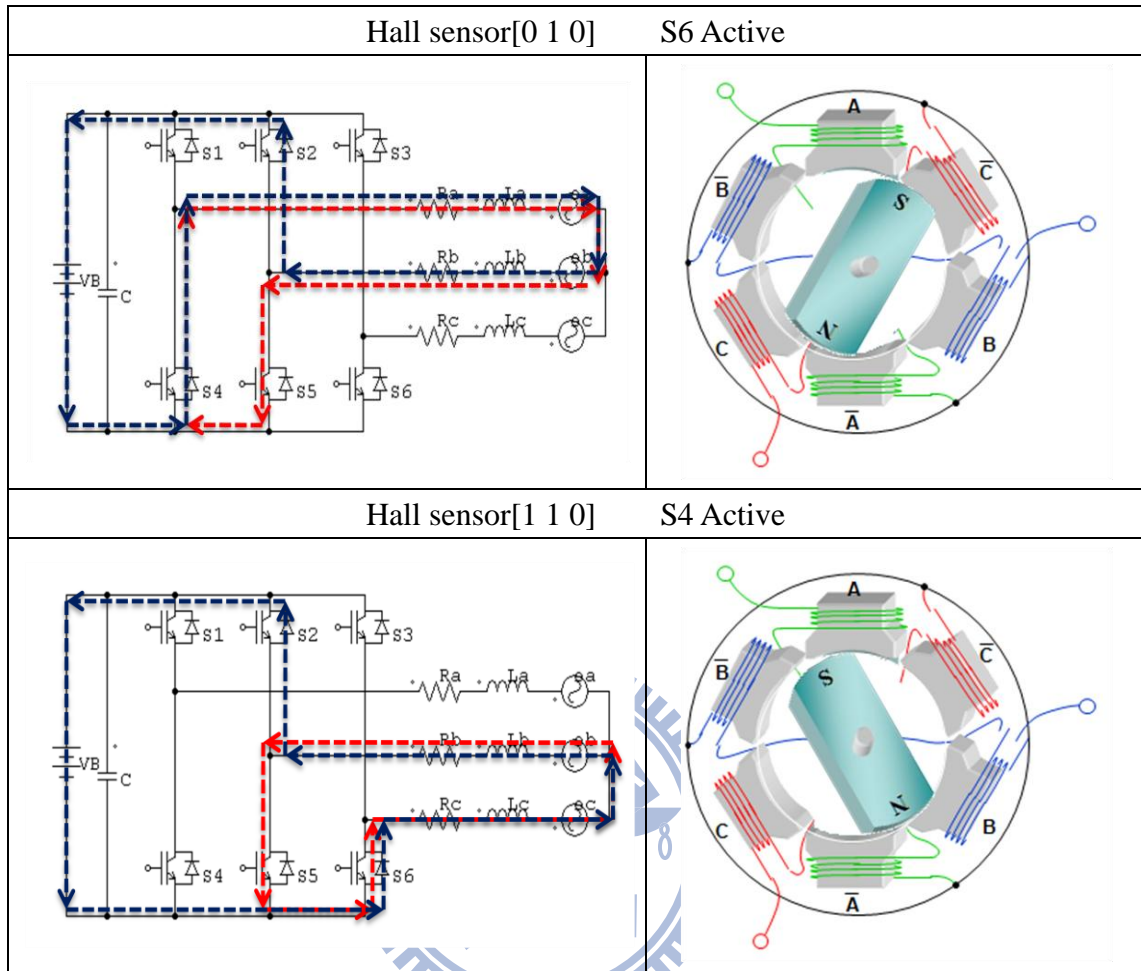 Hall sensor[0 1 0] S6 Active
S1 S2 S3
Ra La
VB C
Rb Lb eb
Rc Lc ec
S4 S5 S6
A
B̅ C̅
S
N
C B
A̅
Hall sensor[1 1 0] S4 Active
S1 S2 S3
Ra La ea
VB C
Rb Lb eb
Rc Lc ec
S4 S5 S6
A
B̅ C̅
S
N
C B
A̅